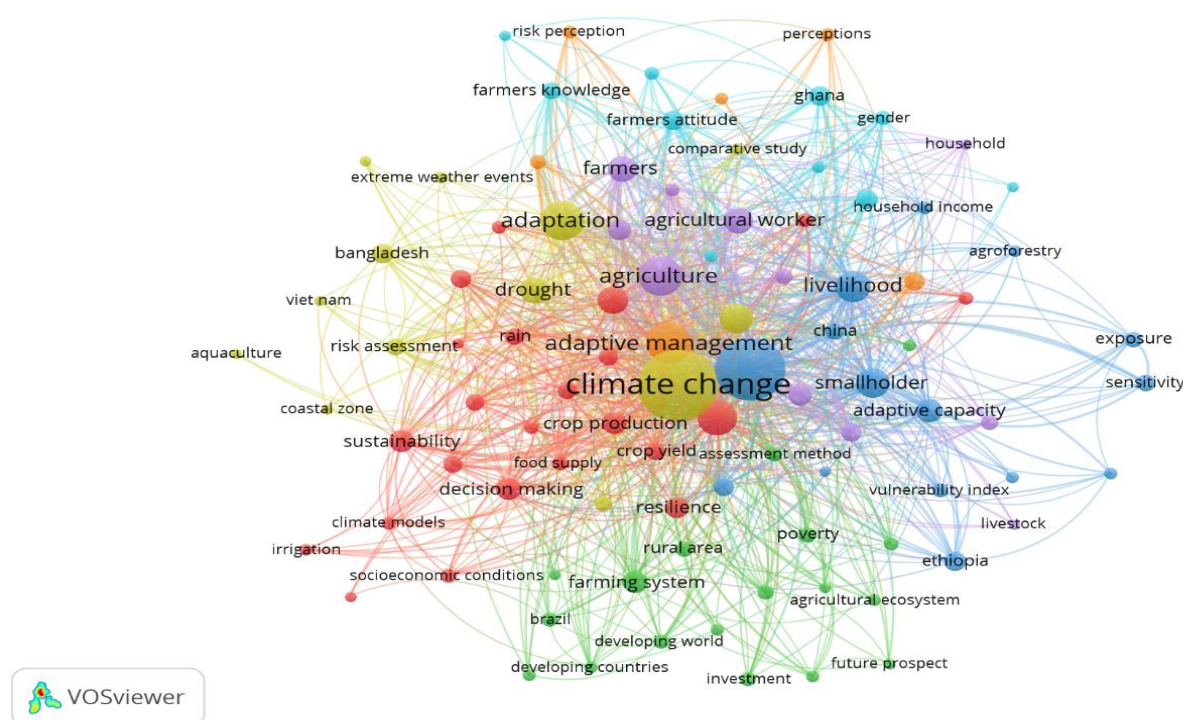 risk perception
perceptions
farmers knowledge
ghana
farmers attitude
gender
comparative study
household
farmers
extreme weather events
household income
adaptation
agricultural worker
bangladesh
agroforestry
agriculture
drought
livelihood
viet nam
china
rain
exposure
adaptive management
risk assessment
aquaculture
climate change
smallholder
sensitivity
coastal zone
adaptive capacity
crop production
sustainability
crop yield
assessment method
food supply
decision making
vulnerability index
resilience
climate models
livestock
poverty
irrigation
rural area
ethiopia
socioeconomic conditions
farming system
agricultural ecosystem
brazil
developing world
future prospect
developing countries
investment
VOSviewer